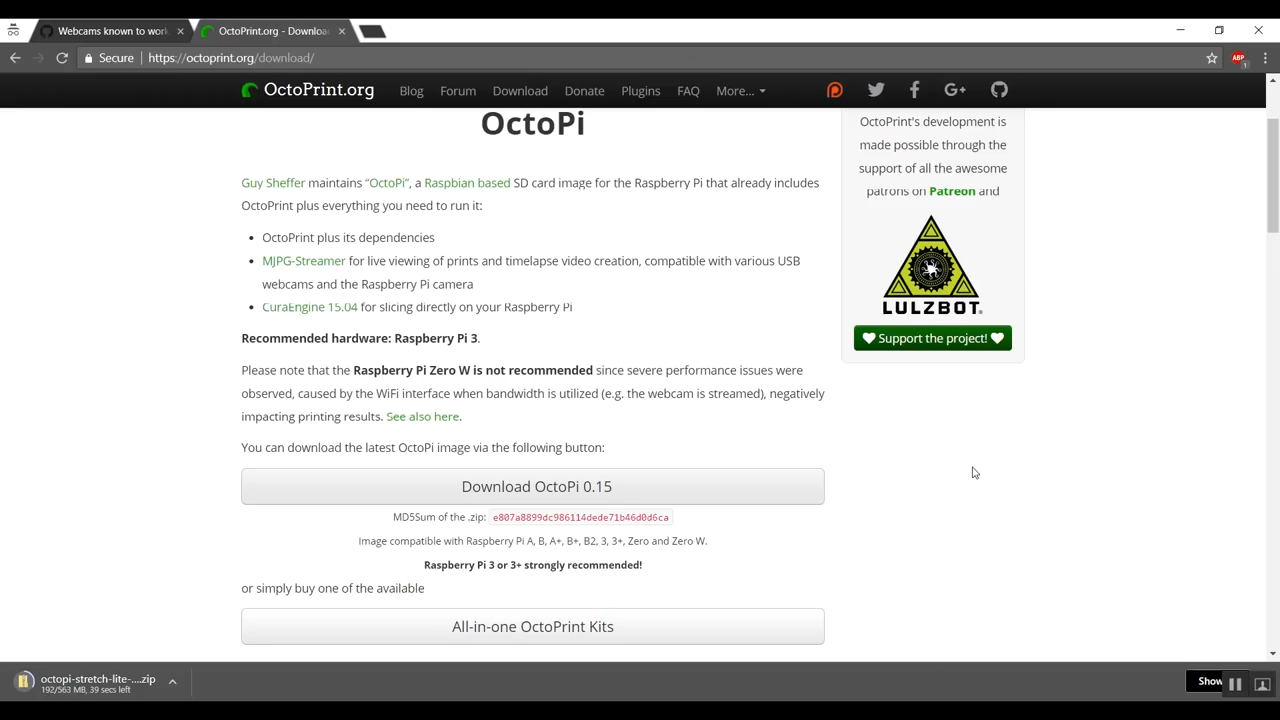 Webcams known to work
OctoPrint.org - Downloa
Secure https://octoprint.org/download/
ABP
1
OctoPrint.org Blog Forum Download Donate Plugins FAQ More...
OctoPi
Guy Sheffer maintains “OctoPi”, a Raspbian based SD card image for the Raspberry Pi that already includes
OctoPrint plus everything you need to run it:
OctoPrint plus its dependencies
MJPG-Streamer for live viewing of prints and timelapse video creation, compatible with various USB
webcams and the Raspberry Pi camera
CuraEngine 15.04 for slicing directly on your Raspberry Pi
Recommended hardware: Raspberry Pi 3.
Please note that the Raspberry Pi Zero W is not recommended since severe performance issues were
observed, caused by the WiFi interface when bandwidth is utilized (e.g. the webcam is streamed), negatively
impacting printing results. See also here.
You can download the latest OctoPi image via the following button:
Download OctoPi 0.15
MD5Sum of the .zip: e807a8899dc986114dede71b46d0d6ca
Image compatible with Raspberry Pi A, B, A+, B+, B2, 3, 3+, Zero and Zero W.
Raspberry Pi 3 or 3+ strongly recommended!
or simply buy one of the available
All-in-one OctoPrint Kits
OctoPrint's development is
made possible through the
support of all the awesome
patrons on Patreon and
LULZBOT
Support the project!
octopi-stretch-lite-....zip
192/563 MB, 39 secs left
Show